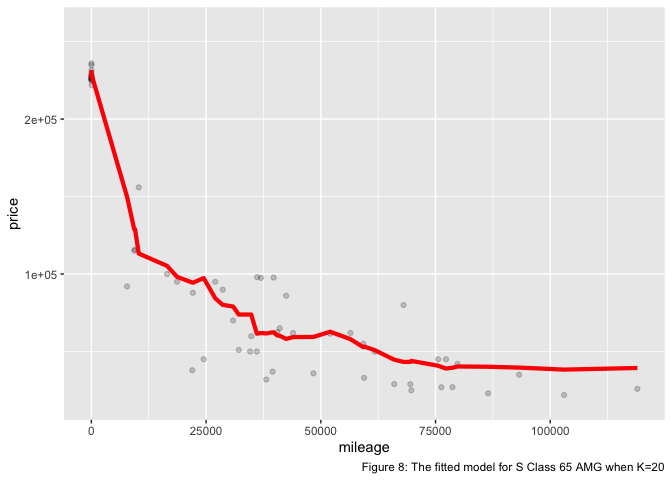 2e+05
1e+05
price
0
25000
50000
75000
100000
mileage
Figure 8: The fitted model for S Class 65 AMG when K=20